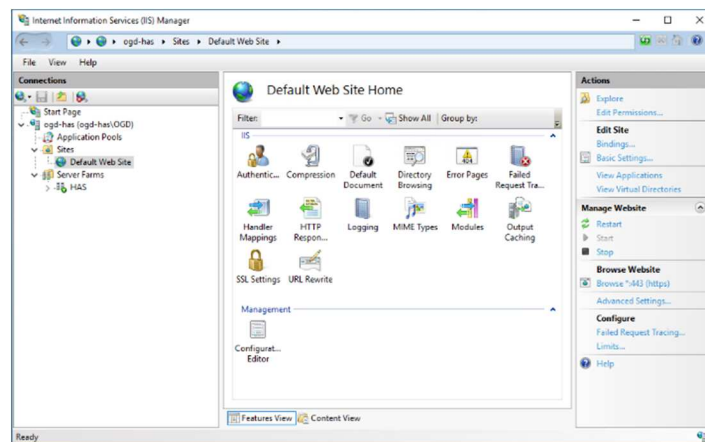 Internet Information Services (IIS) Manager
ogd-has Sites Default Web Site
File View Help
Connections
Start Page
ogd-has (ogd-has\OGD)
Application Pools
Sites
Default Web Site
Server Farms
HAS
Default Web Site Home
Filter: Go Show All Group by:
IIS
Authentic... Compression Default Document Directory Browsing Error Pages Failed Request Tra...
Handler Mappings HTTP Respon... Logging MIME Types Modules Output Caching
SSL Settings URL Rewrite
Management
Configurat... Editor
Features View Content View
Actions
Explore
Edit Permissions...
Edit Site
Bindings...
Basic Settings...
View Applications
View Virtual Directories
Manage Website
Restart
Start
Stop
Browse Website
Browse *:443 (https)
Advanced Settings...
Configure
Failed Request Tracing...
Limits...
Help
Ready